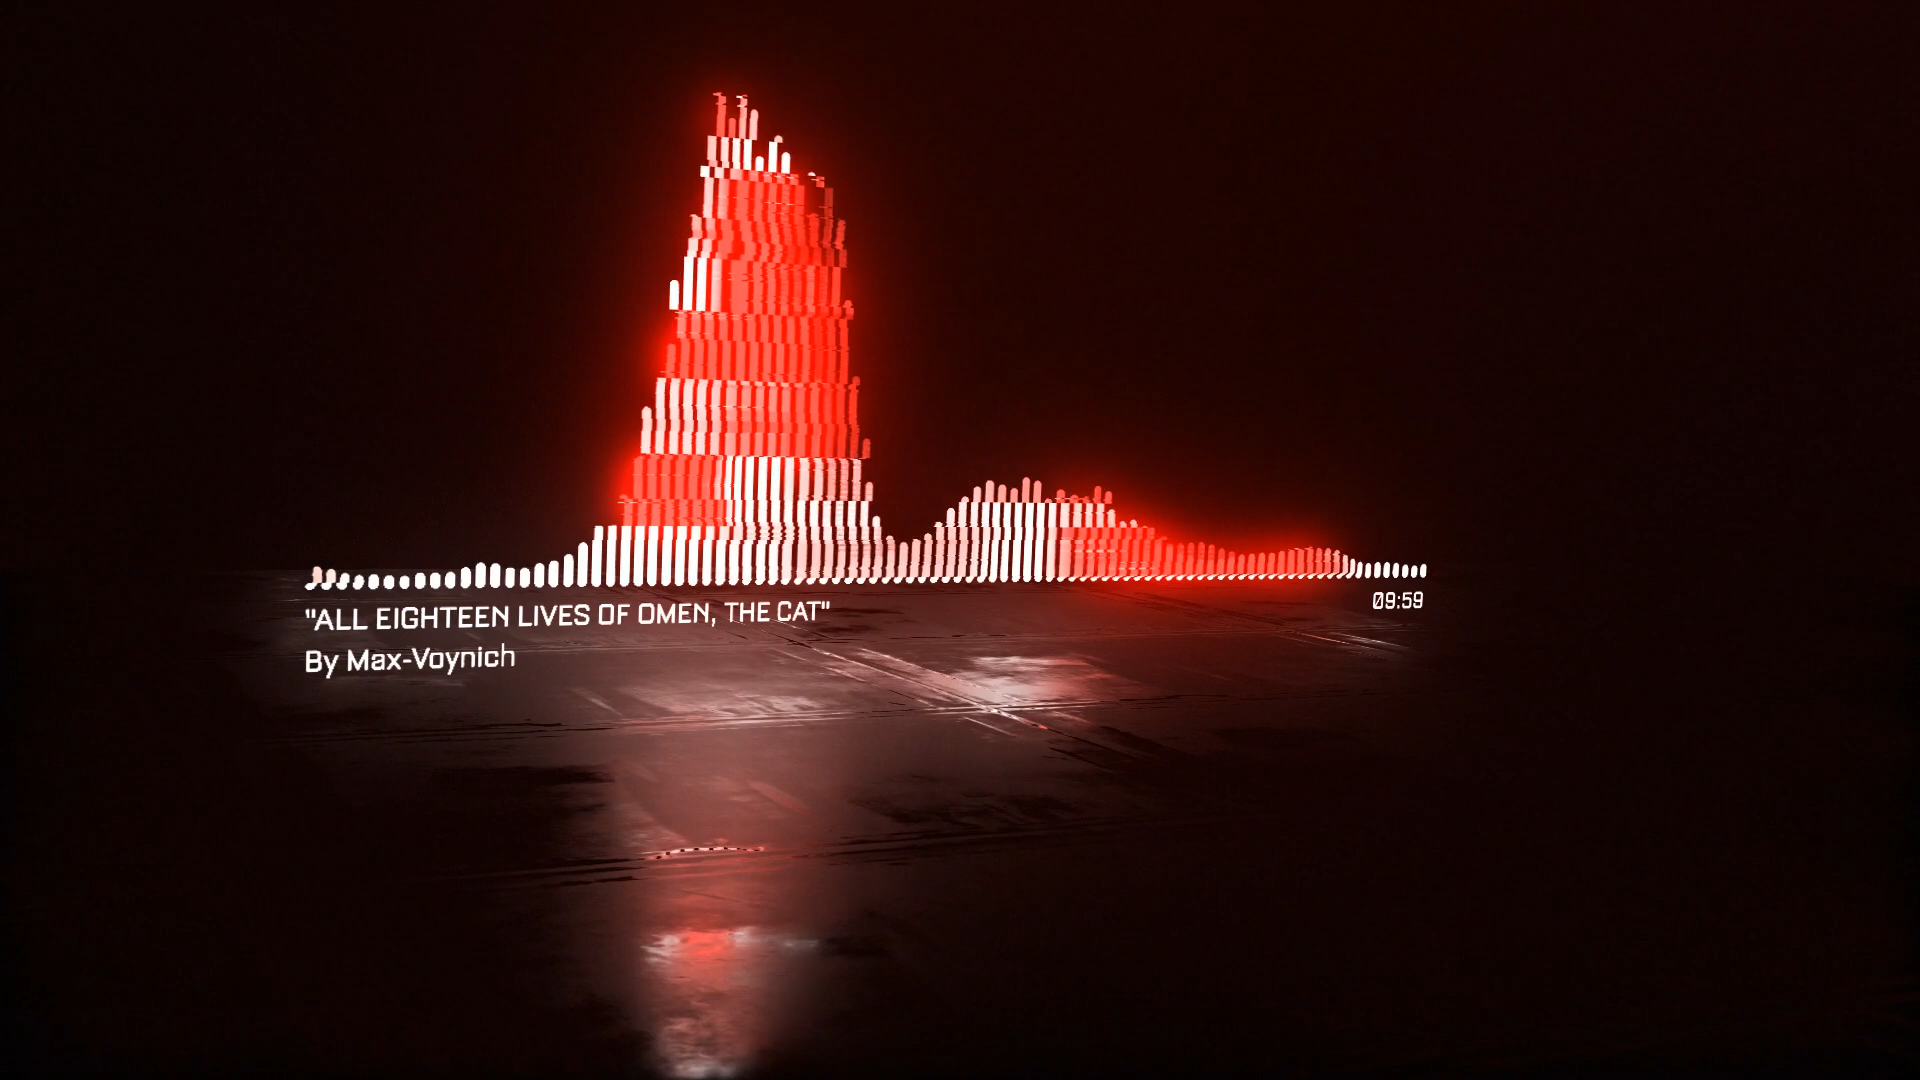 "ALL EIGHTEEN LIVES OF OMEN, THE CAT"
09:59
By Max-Voynich